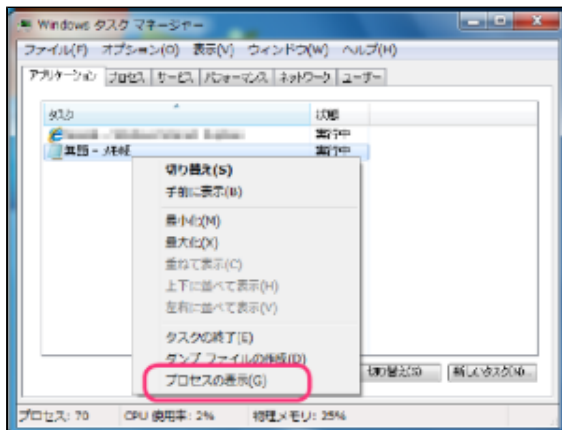 Windows タスク マネージャー
ファイル(F) オプション(O) 表示(V) ウィンドウ(W) ヘルプ(H)
アプリケーション プロセス サービス パフォーマンス ネットワーク ユーザー
タスク 状態
実行中
無題 - メモ帳 実行中
切り替え(S)
手前に表示(B)
最小化(M)
最大化(X)
重ねて表示(C)
上下に並べて表示(H)
左右に並べて表示(V)
タスクの終了(E)
ダンプ ファイルの作成(D)
プロセスの表示(G)
切り替え(S) 新しいタスク(N)...
プロセス: 70 CPU 使用率: 2% 物理メモリ: 25%